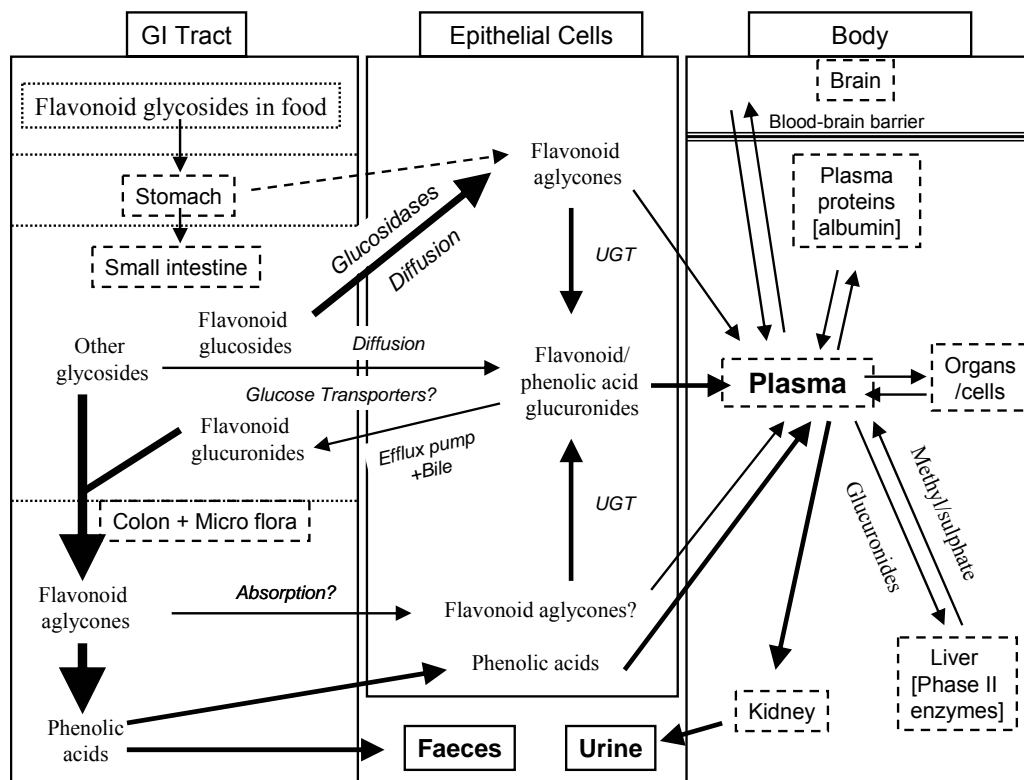 GI Tract
Epithelial Cells
Body
Flavonoid glycosides in food
Stomach
Small intestine
Glucosidases
Diffusion
Flavonoid
glucosides
Other
glycosides
Diffusion
Glucose Transporters?
Flavonoid
glucuronides
Efflux pump
+Bile
Colon + Micro flora
Flavonoid
aglycones
Absorption?
Phenolic
acids
Flavonoid
aglycones
UGT
Flavonoid/
phenolic acid
glucuronides
UGT
Flavonoid aglycones?
Phenolic acids
Faeces
Urine
Brain
Blood-brain barrier
Plasma
proteins
[albumin]
Plasma
Organs
/cells
Methyl/sulphate
Glucuronides
Liver
[Phase II
enzymes]
Kidney